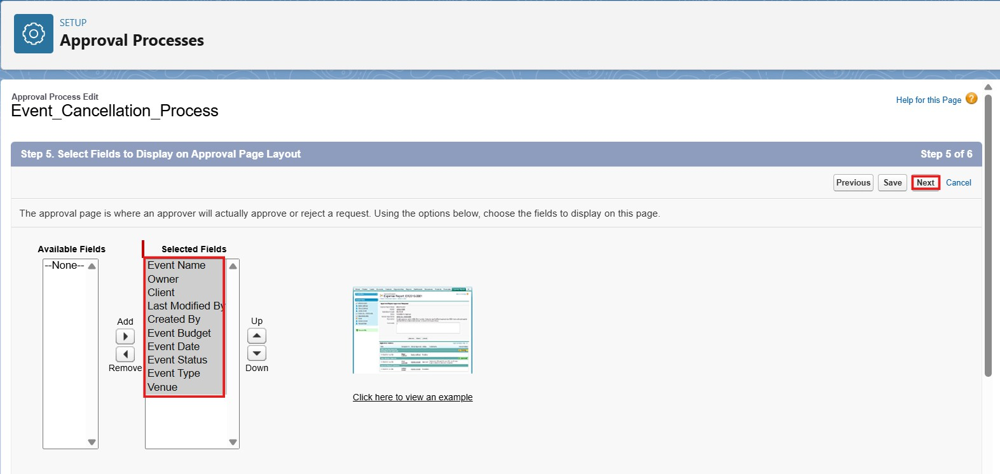 SETUP
Approval Processes
Approval Process Edit
Event_Cancellation_Process
Help for this Page ?
Step 5. Select Fields to Display on Approval Page Layout
Step 5 of 6
Previous Save Next Cancel
The approval page is where an approver will actually approve or reject a request. Using the options below, choose the fields to display on this page.
Available Fields
--None--
Add
Remove
Selected Fields
Event Name
Owner
Client
Last Modified By
Created By
Event Budget
Event Date
Event Status
Event Type
Venue
Up
Down
Click here to view an example